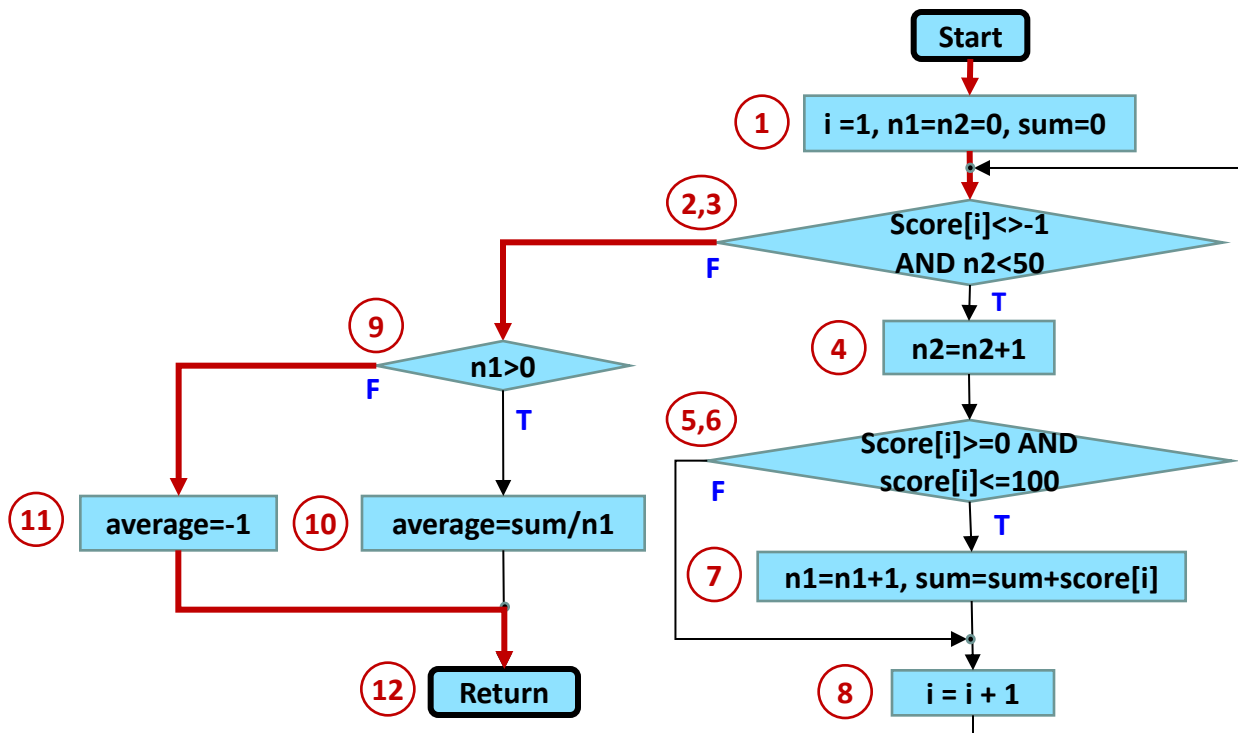 Start
1
i =1, n1=n2=0, sum=0
2,3
Score[i]<>-1
AND n2<50
F
T
9
n1>0
F
T
4
n2=n2+1
5,6
Score[i]>=0 AND
score[i]<=100
F
T
11
average=-1
10
average=sum/n1
7
n1=n1+1, sum=sum+score[i]
12
Return
8
i = i + 1